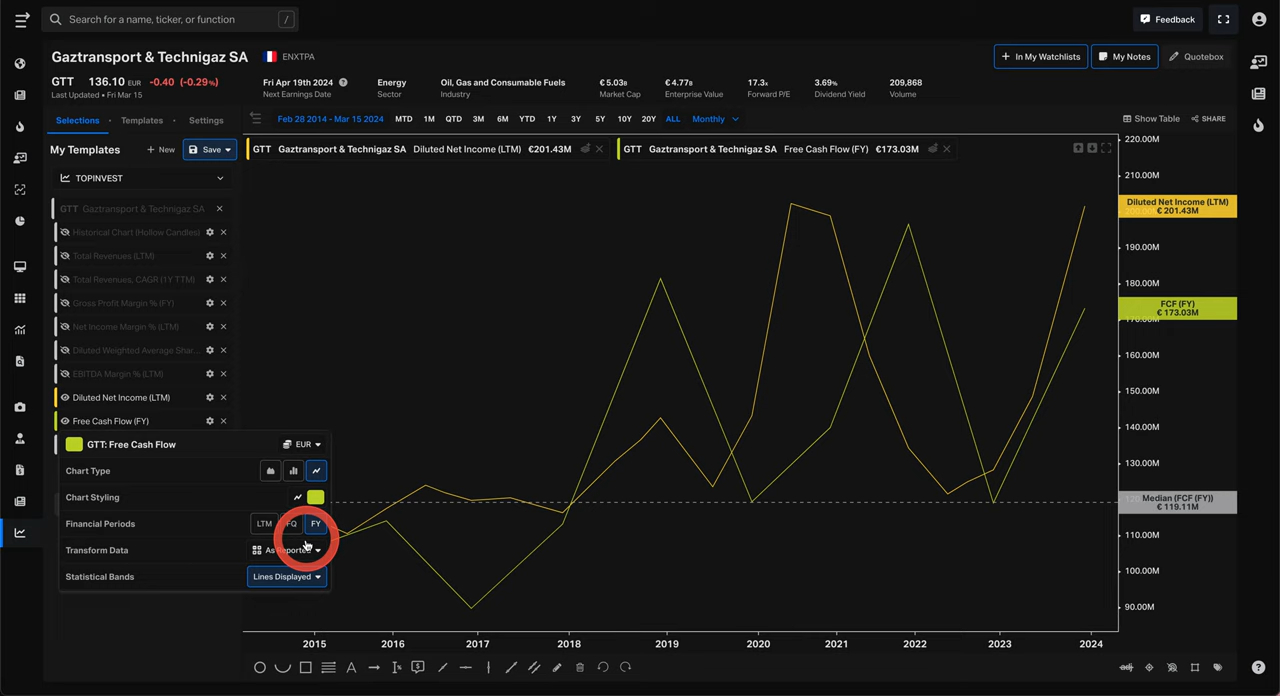 Search for a name, ticker, or function
/
Feedback
Gaztransport & Technigaz SA
ENXTPA
+ In My Watchlists
My Notes
Quotebox
GTT 136.10 EUR -0.40 (-0.29%)
Last Updated • Fri Mar 15
Fri Apr 19th 2024
Next Earnings Date
Energy
Sector
Oil, Gas and Consumable Fuels
Industry
€ 5.03B
Market Cap
€ 4.77B
Enterprise Value
17.3x
Forward P/E
3.69%
Dividend Yield
209,868
Volume
Selections
Templates
Settings
Feb 28 2014 - Mar 15 2024 MTD 1M QTD 3M 6M YTD 1Y 3Y 5Y 10Y 20Y ALL Monthly
Show Table
SHARE
My Templates
+ New
Save
TOPINVEST
GTT Gaztransport & Technigaz SA
Historical Chart (Hollow Candles)
Total Revenues (LTM)
Total Revenues, CAGR (1Y TTM)
Gross Profit Margin % (FY)
Net Income Margin % (LTM)
Diluted Weighted Average Shar...
EBITDA Margin % (LTM)
Diluted Net Income (LTM)
Free Cash Flow (FY)
GTT: Free Cash Flow
EUR
Chart Type
Chart Styling
Financial Periods
LTM FQ FY
Transform Data
As Reported
Statistical Bands
Lines Displayed
GTT Gaztransport & Technigaz SA Diluted Net Income (LTM) €201.43M
GTT Gaztransport & Technigaz SA Free Cash Flow (FY) €173.03M
220.00M
210.00M
Diluted Net Income (LTM)
€ 201.43M
190.00M
180.00M
FCF (FY)
€ 173.03M
170.00M
160.00M
150.00M
140.00M
130.00M
Median (FCF (FY))
€ 119.11M
110.00M
100.00M
90.00M
2015 2016 2017 2018 2019 2020 2021 2022 2023 2024